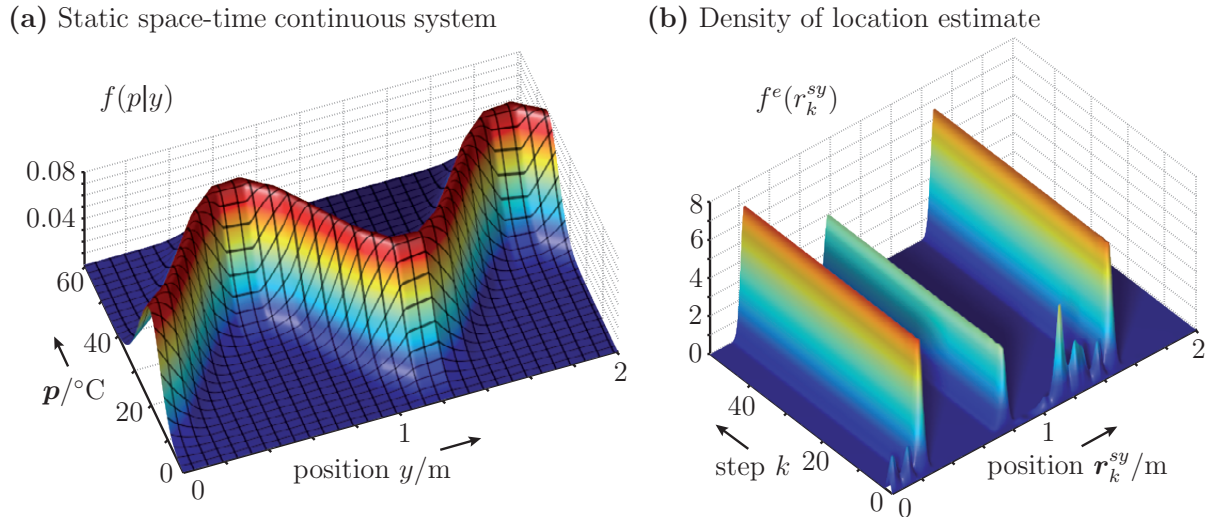 (a) Static space-time continuous system
f(p|y)
0.08
0.04
60
40
20
0
p/°C
0
1
2
position y/m
(b) Density of location estimate
f^e(r_k^{sy})
8
6
4
2
0
40
20
0
step k
0
1
2
position r_k^{sy}/m